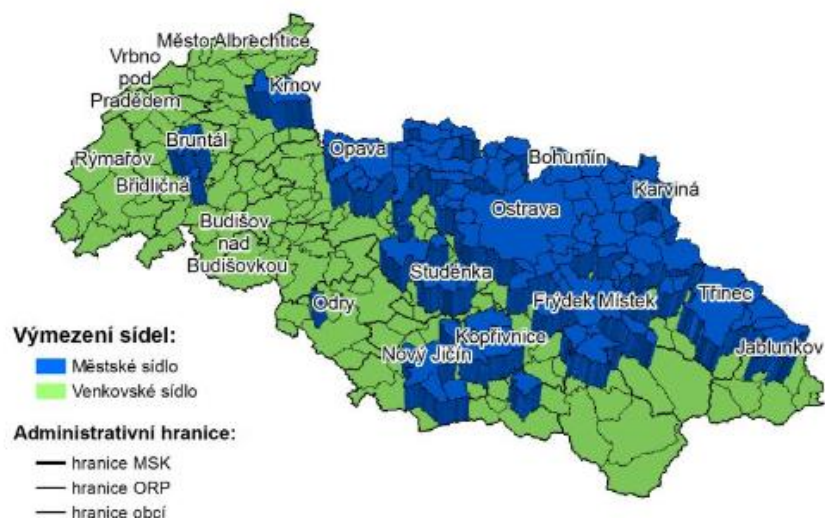 Město Albrechtice
Vrbno
pod
Pradědem
Krnov
Bruntál
Opava
Rýmařov
Břidličná
Bohumín
Karviná
Ostrava
Budišov
nad
Budišovkou
Studénka
Odry
Frýdek Místek
Třinec
Kopřivnice
Nový Jičín
Jablunkov
Výmezení sídel:
Městské sídlo
Venkovské sídlo
Administrativní hranice:
hranice MSK
hranice ORP
hranice obcí